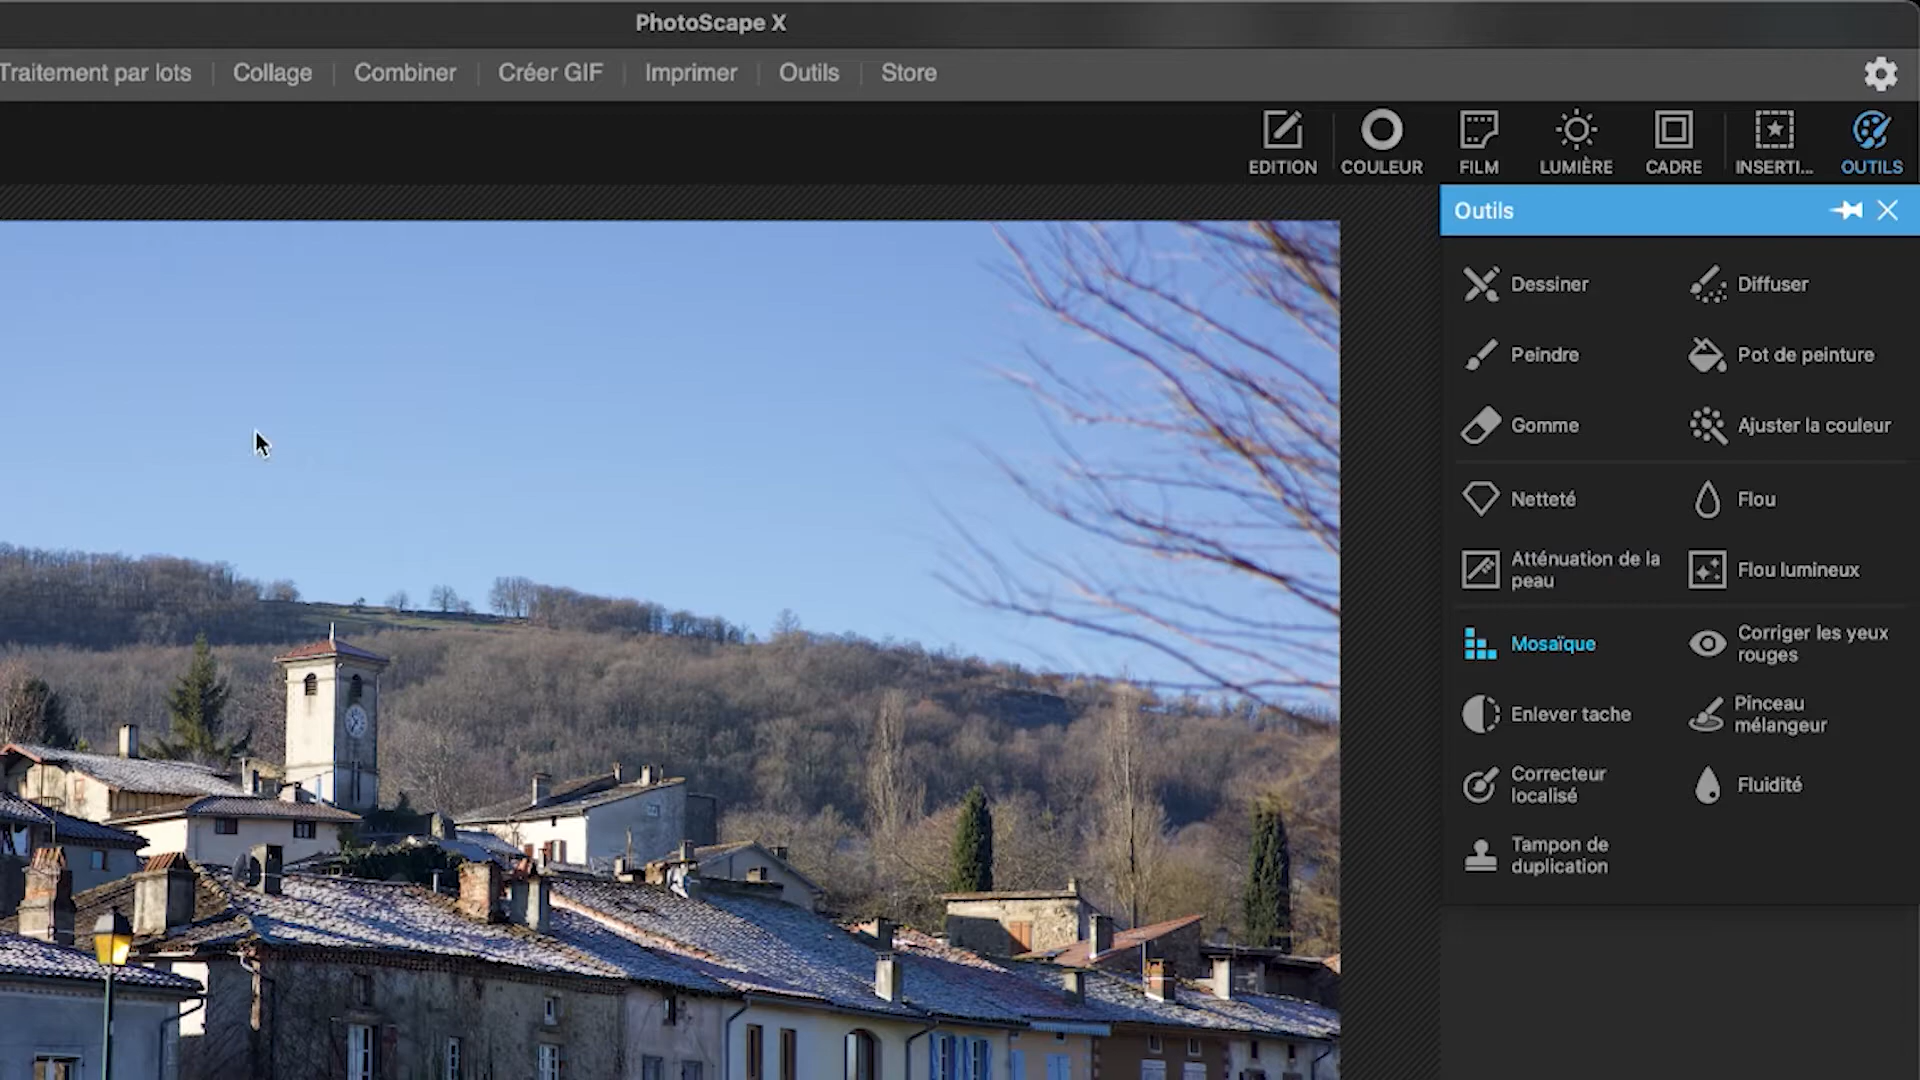 PhotoScape X
Traitement par lots
Collage
Combiner
Créer GIF
Imprimer
Outils
Store
EDITION
COULEUR
FILM
LUMIÈRE
CADRE
INSERTI...
OUTILS
Outils
Dessiner
Diffuser
Peindre
Pot de peinture
Gomme
Ajuster la couleur
Netteté
Flou
Atténuation de la
peau
Flou lumineux
Mosaïque
Corriger les yeux
rouges
Enlever tache
Pinceau
mélangeur
Correcteur
localisé
Fluidité
Tampon de
duplication